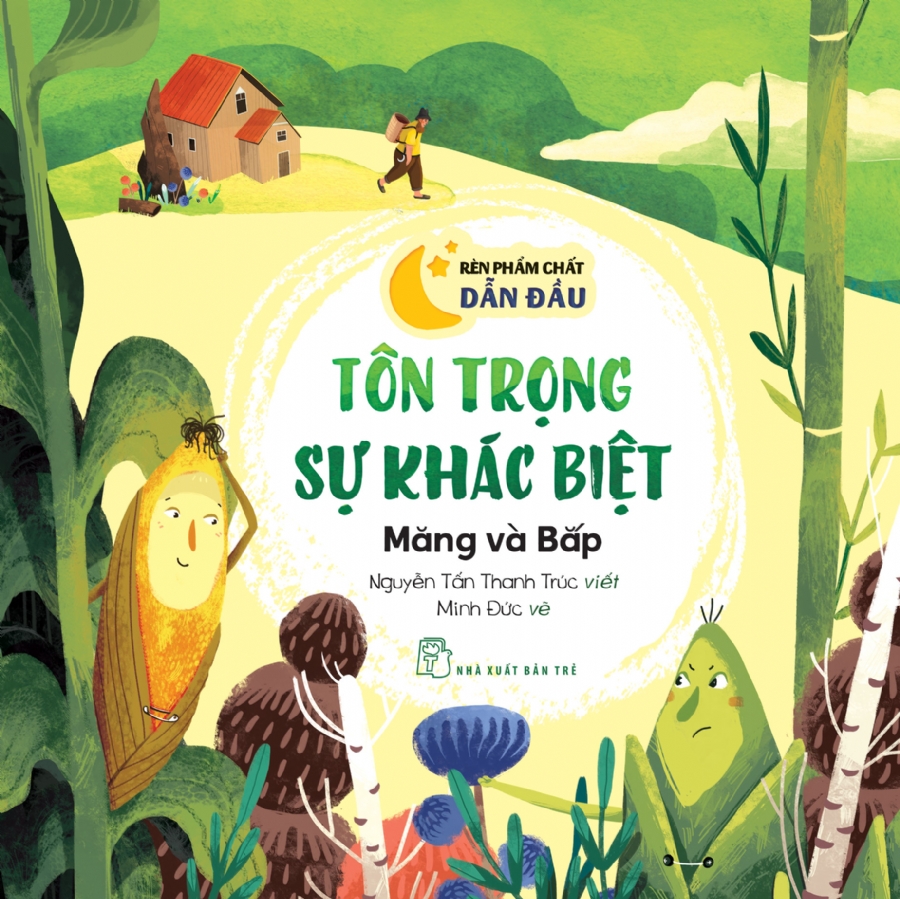 RÈN PHẨM CHẤT
DẪN ĐẦU
TÔN TRỌNG
SỰ KHÁC BIỆT
Măng và Bấp
Nguyễn Tấn Thanh Trúc viết
Minh Đức vẽ
T
NHÀ XUẤT BẢN TRẺ